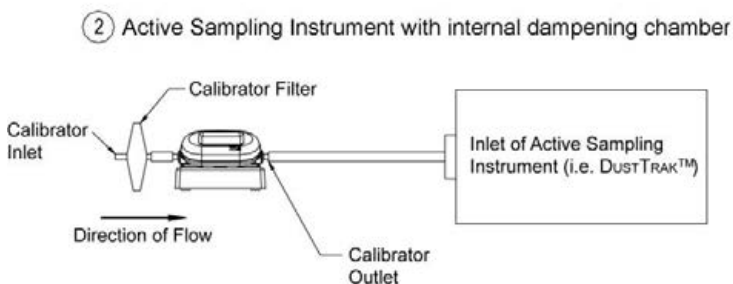 2 Active Sampling Instrument with internal dampening chamber
Calibrator Filter
Calibrator
Inlet
Inlet of Active Sampling
Instrument (i.e. DUSTTRAK™)
Direction of Flow
Calibrator
Outlet